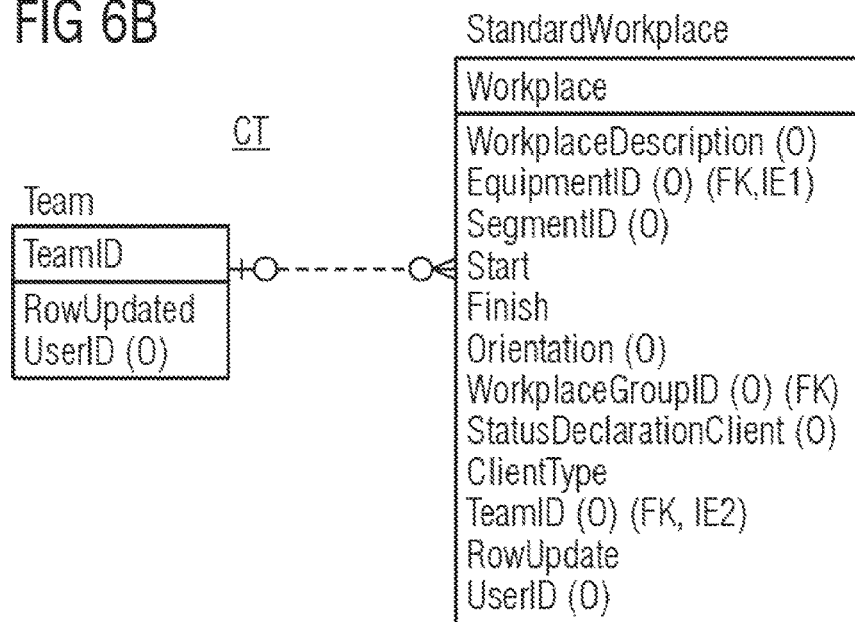 FIG 6B
CT
Team
TeamID
RowUpdated
UserID (O)
StandardWorkplace
Workplace
WorkplaceDescription (O)
EquipmentID (O) (FK,IE1)
SegmentID (O)
Start
Finish
Orientation (O)
WorkplaceGroupID (O) (FK)
StatusDeclarationClient (O)
ClientType
TeamID (O) (FK, IE2)
RowUpdate
UserID (O)